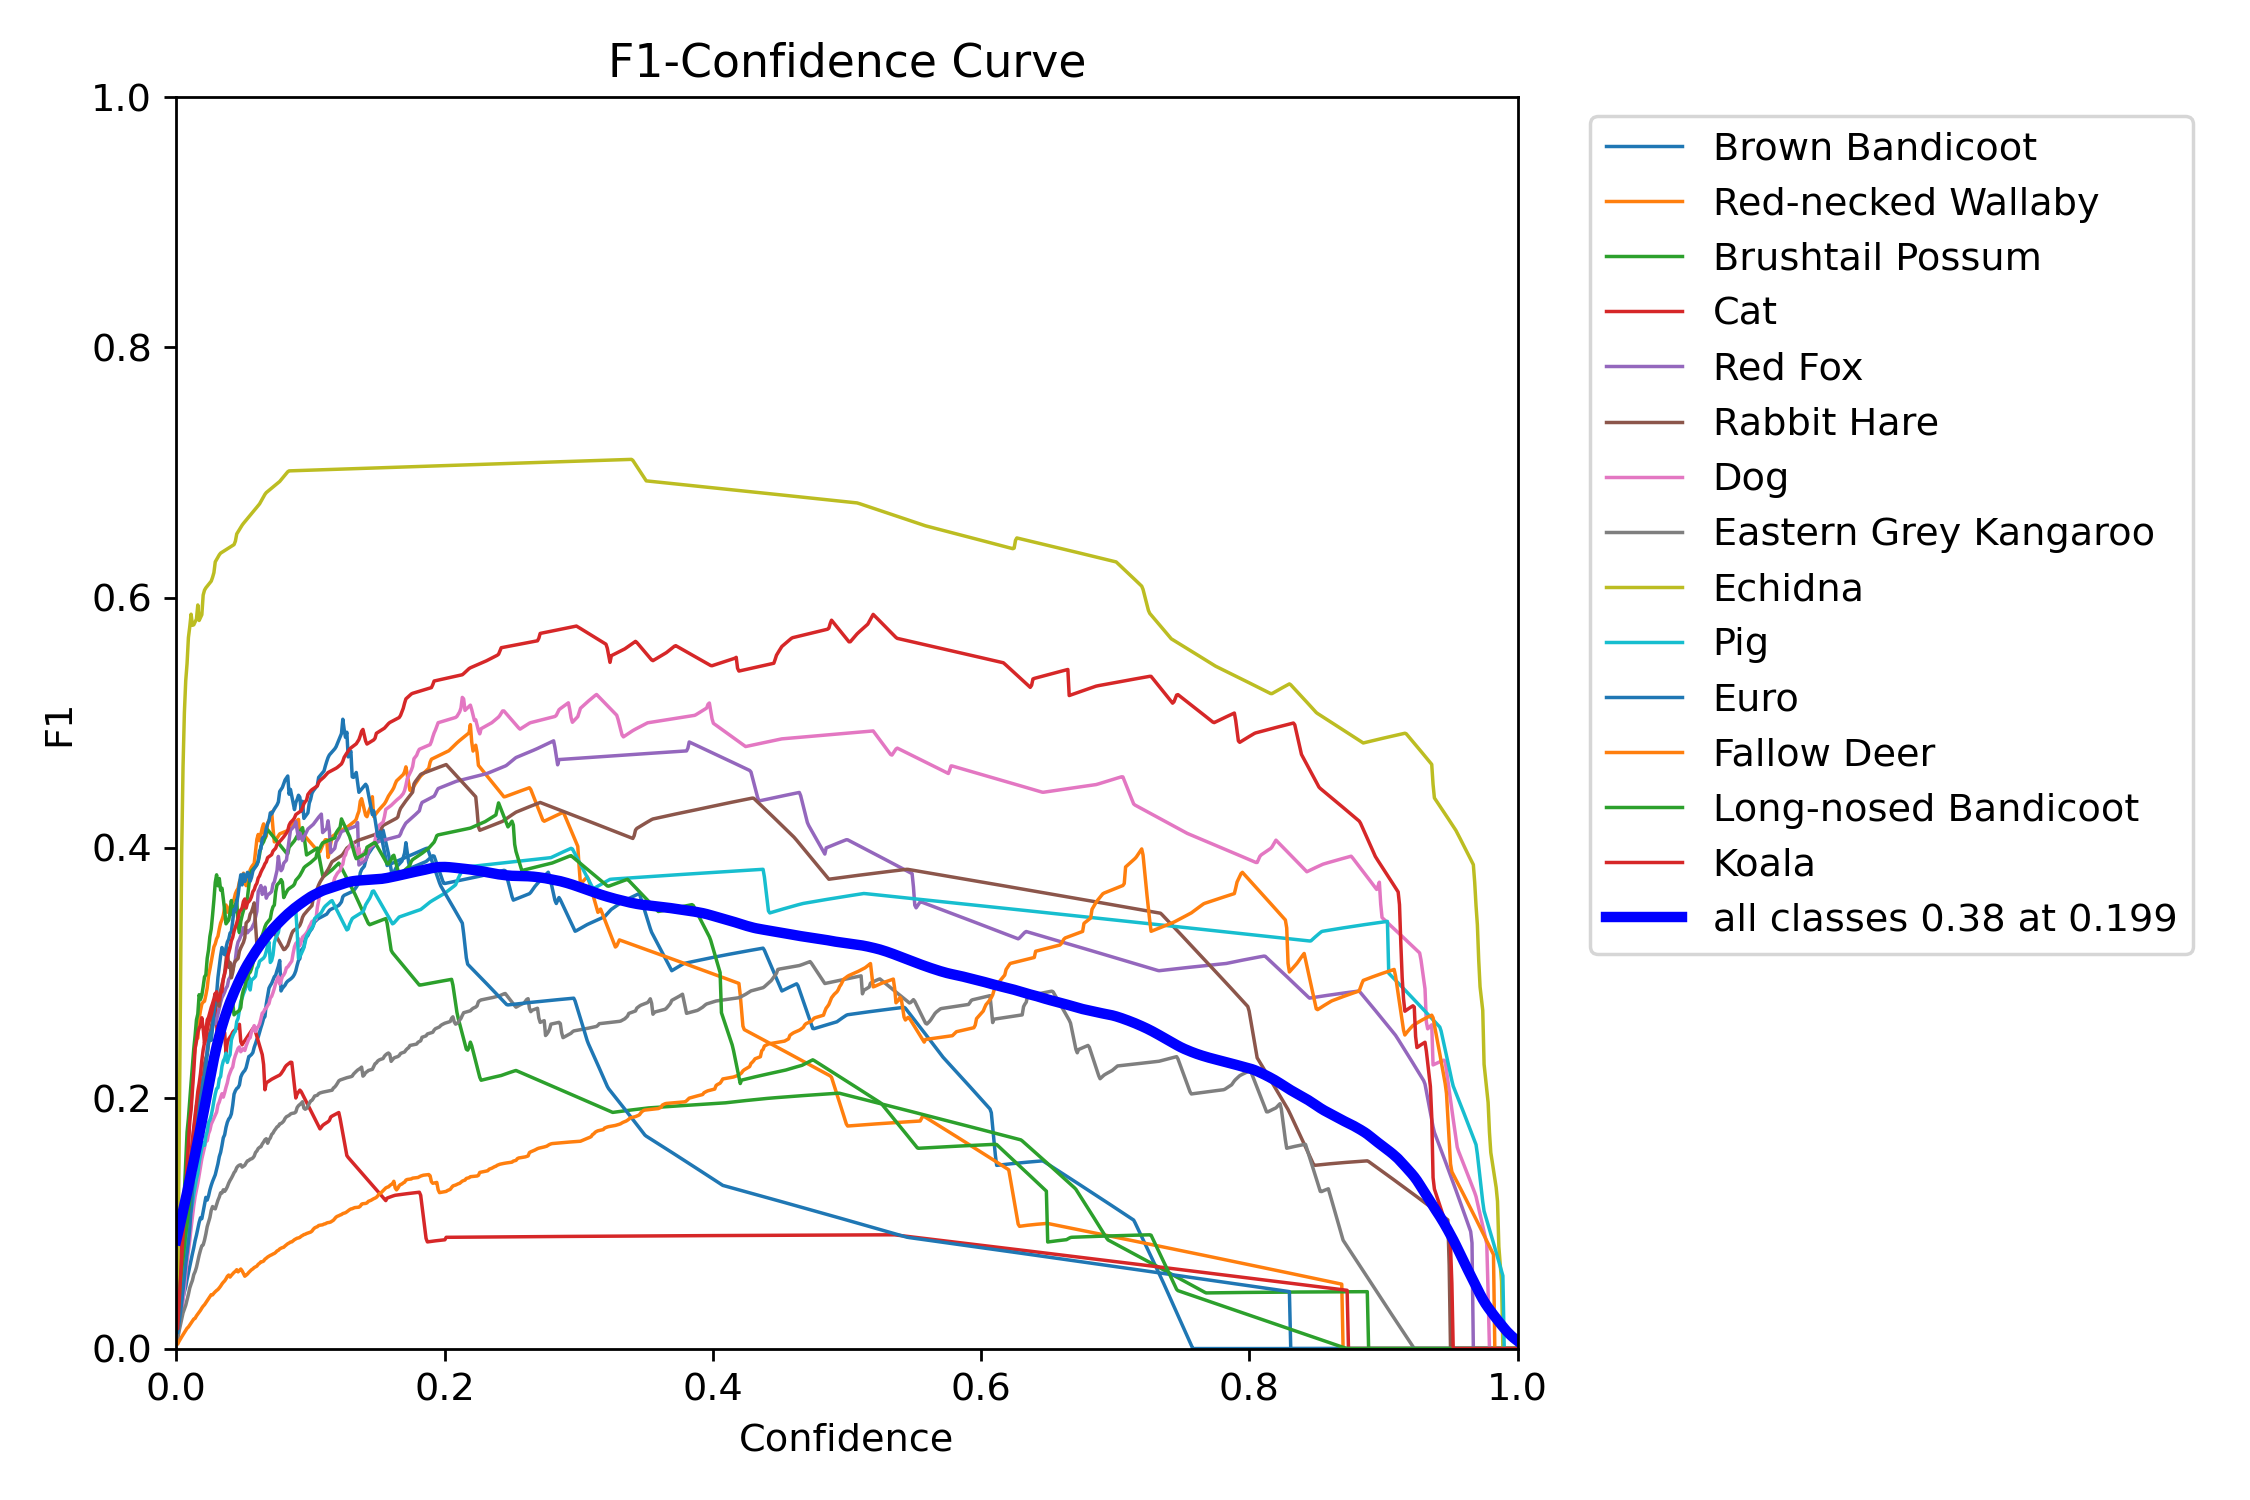 F1-Confidence Curve
1.0
0.8
0.6
0.4
0.2
0.0
F1
0.0 0.2 0.4 0.6 0.8 1.0
Confidence
Brown Bandicoot
Red-necked Wallaby
Brushtail Possum
Cat
Red Fox
Rabbit Hare
Dog
Eastern Grey Kangaroo
Echidna
Pig
Euro
Fallow Deer
Long-nosed Bandicoot
Koala
all classes 0.38 at 0.199